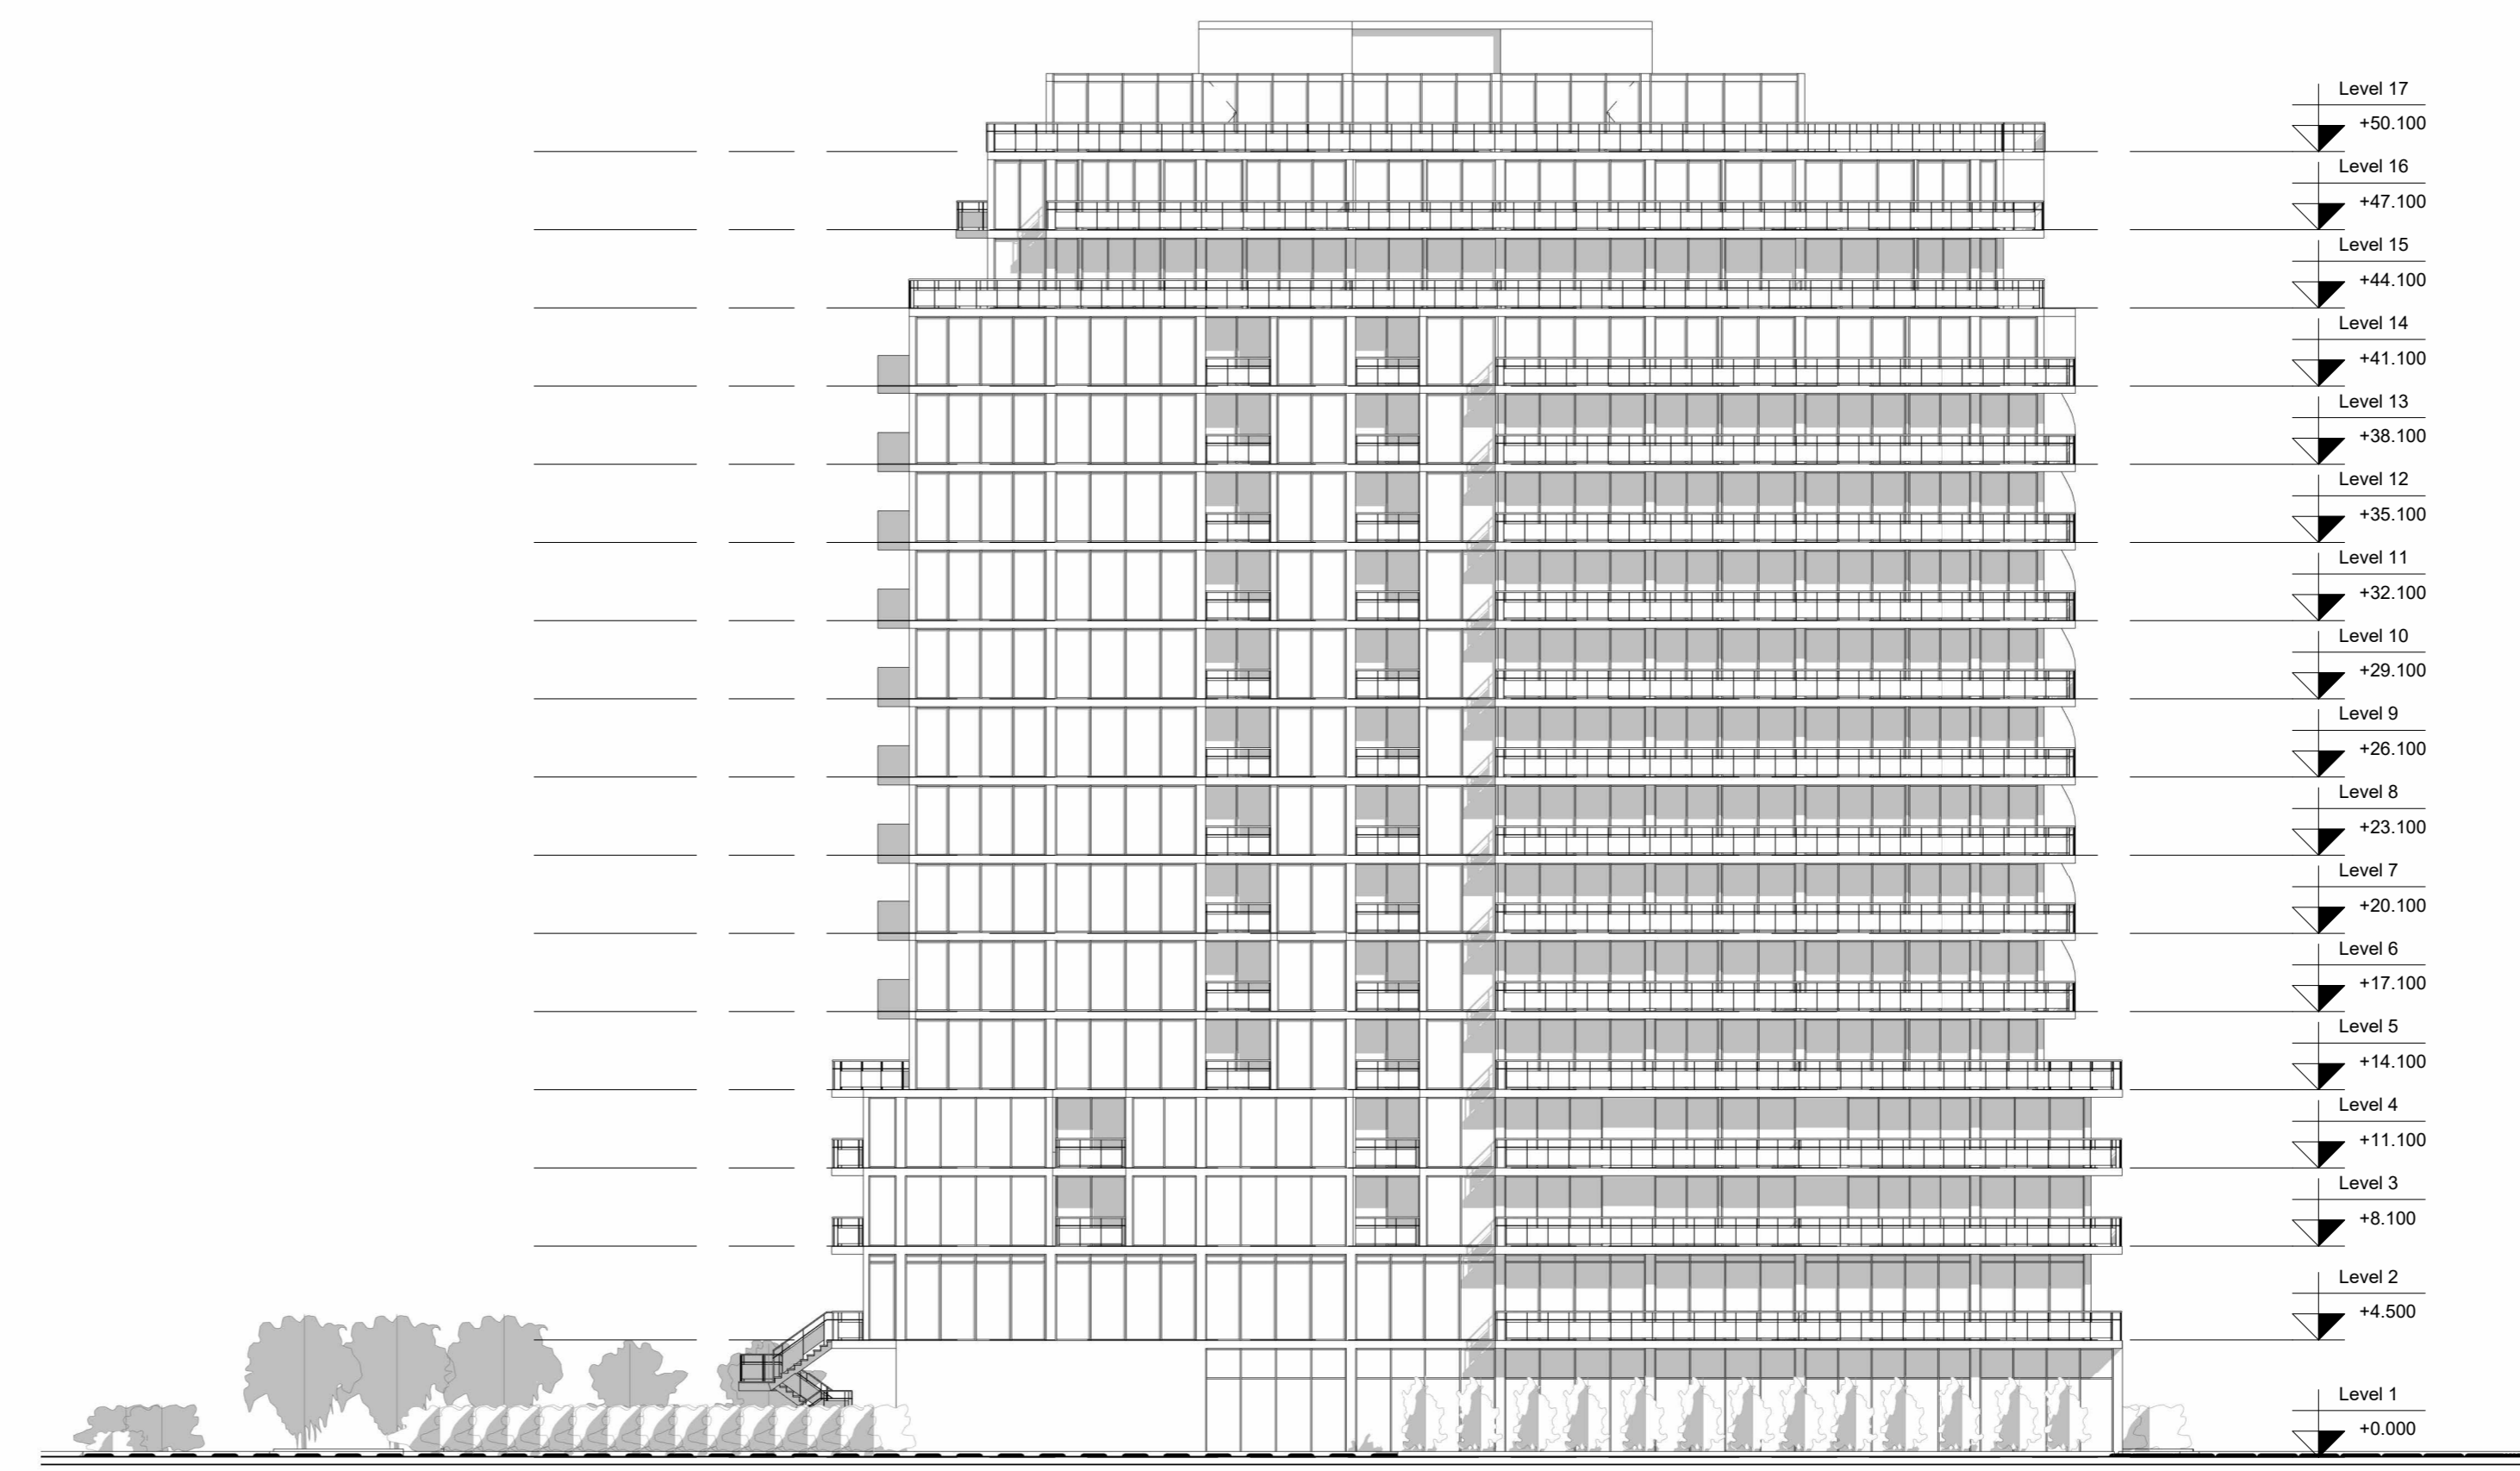 Level 17
+50.100
Level 16
+47.100
Level 15
+44.100
Level 14
+41.100
Level 13
+38.100
Level 12
+35.100
Level 11
+32.100
Level 10
+29.100
Level 9
+26.100
Level 8
+23.100
Level 7
+20.100
Level 6
+17.100
Level 5
+14.100
Level 4
+11.100
Level 3
+8.100
Level 2
+4.500
Level 1
+0.000